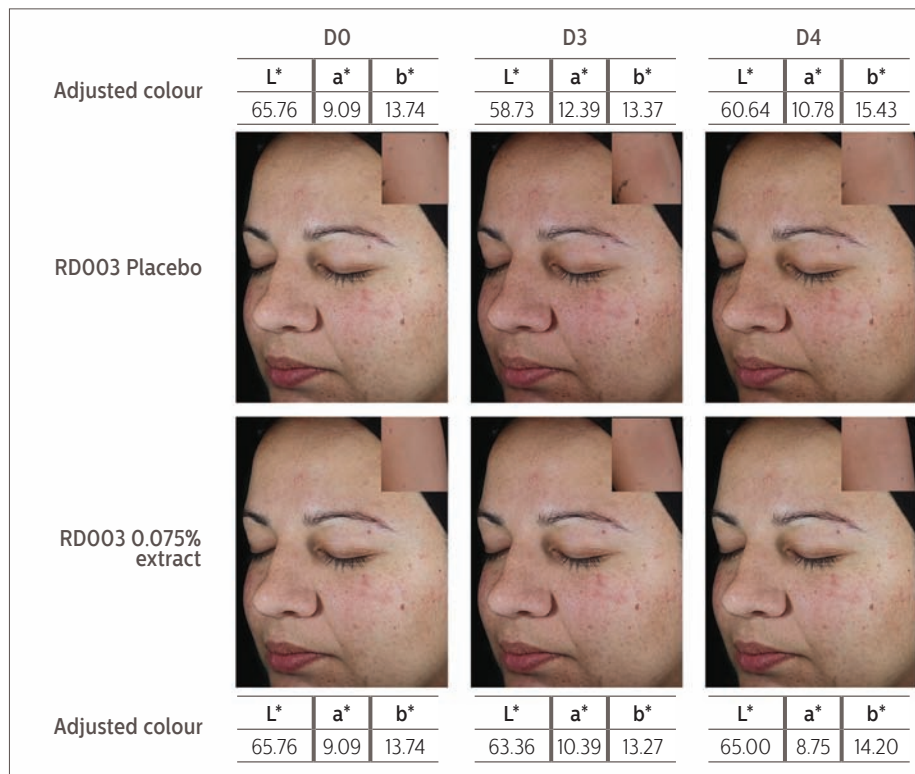 D0 D3 D4
Adjusted colour
L* a* b* L* a* b* L* a* b*
65.76 9.09 13.74 58.73 12.39 13.37 60.64 10.78 15.43
RD003 Placebo
RD003 0.075%
extract
Adjusted colour
L* a* b* L* a* b* L* a* b*
65.76 9.09 13.74 63.36 10.39 13.27 65.00 8.75 14.20